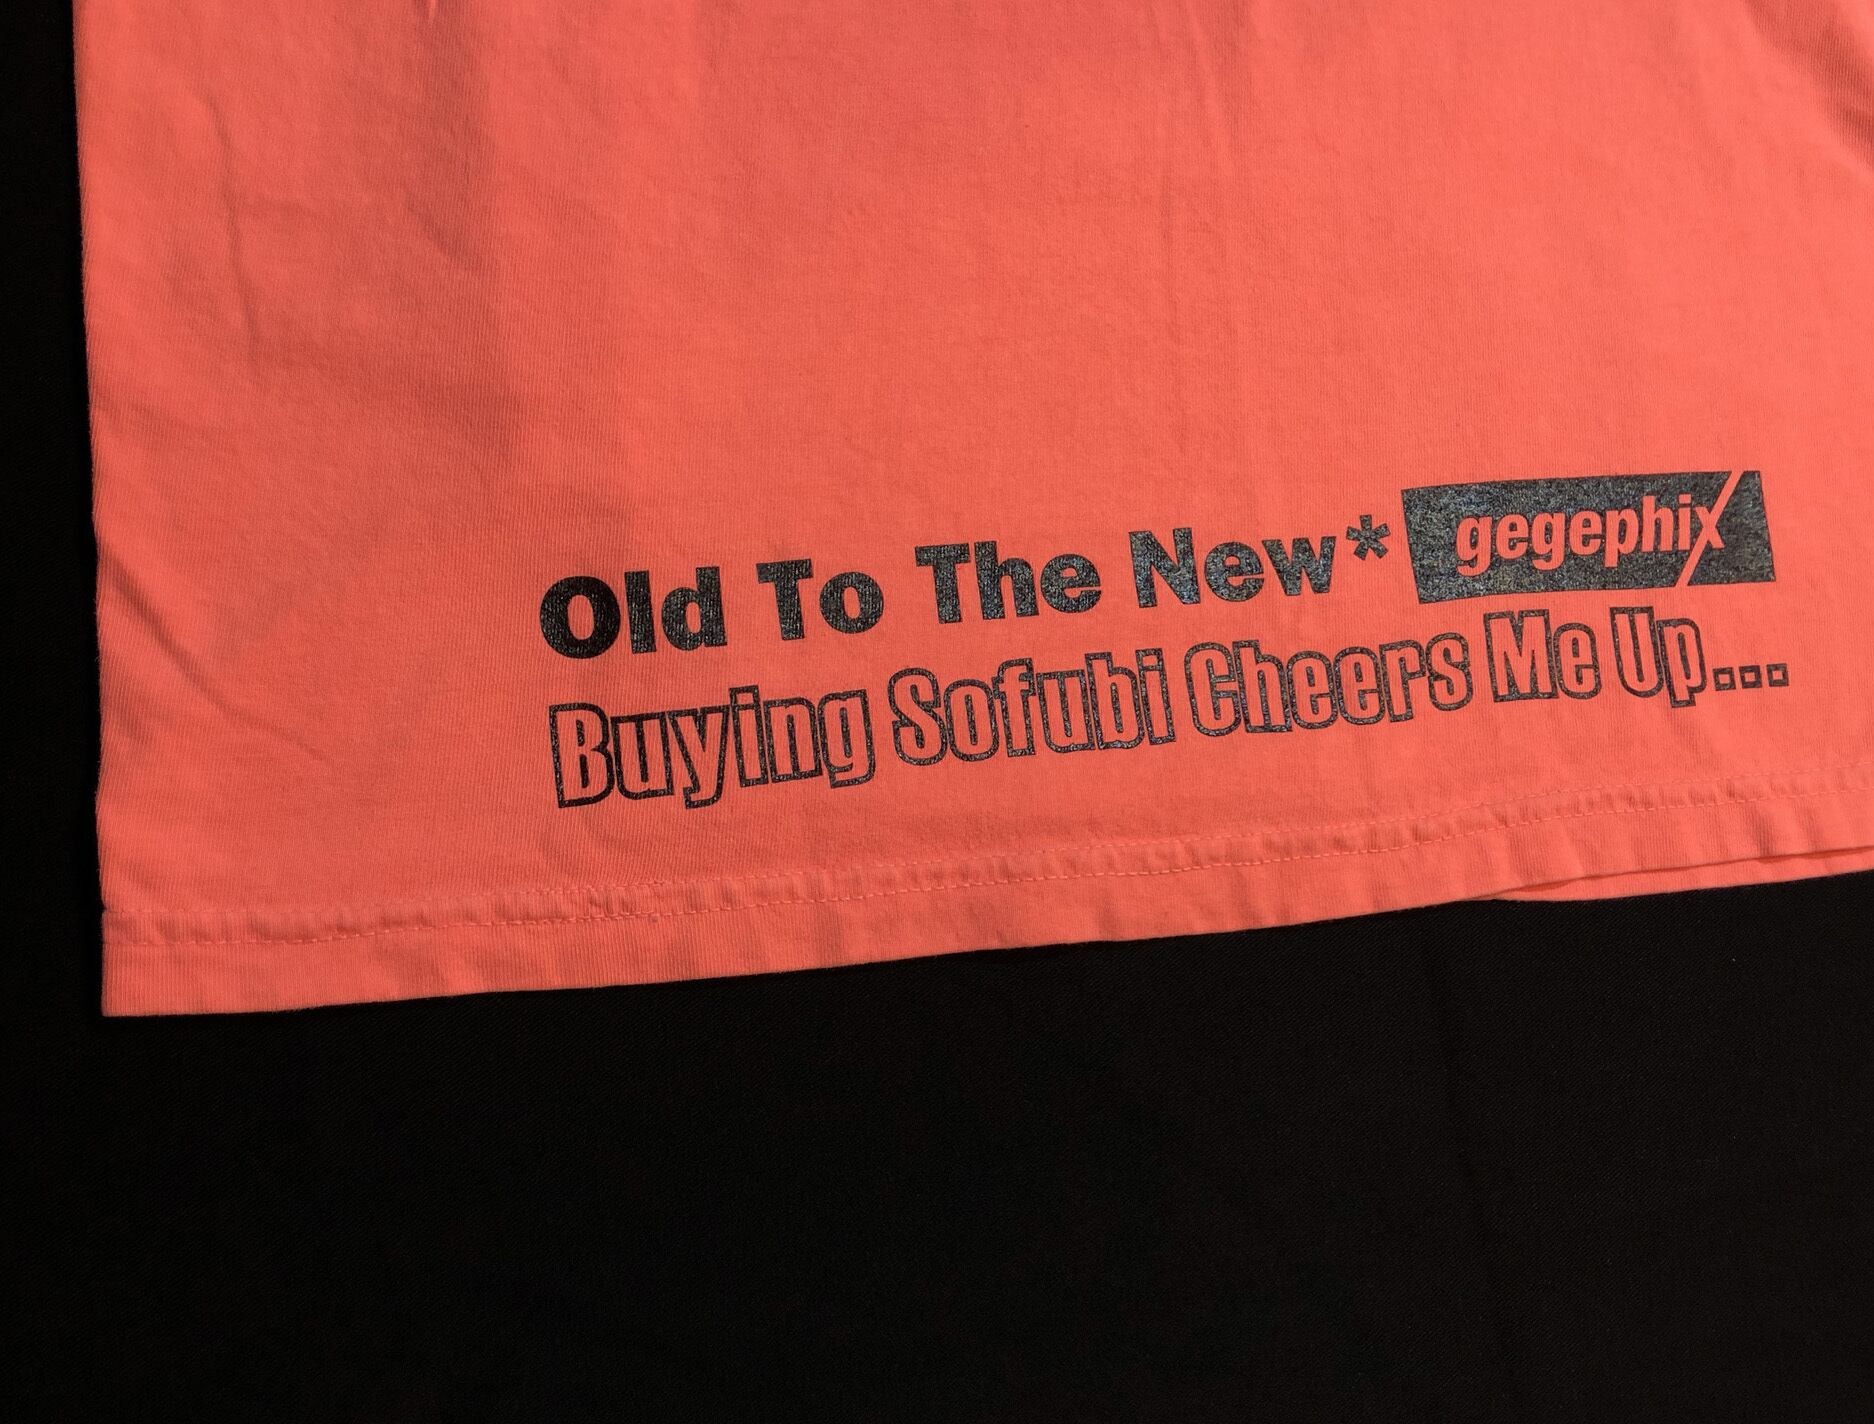 Old To The New* gegephix
Buying Sofubi Cheers Me Up...